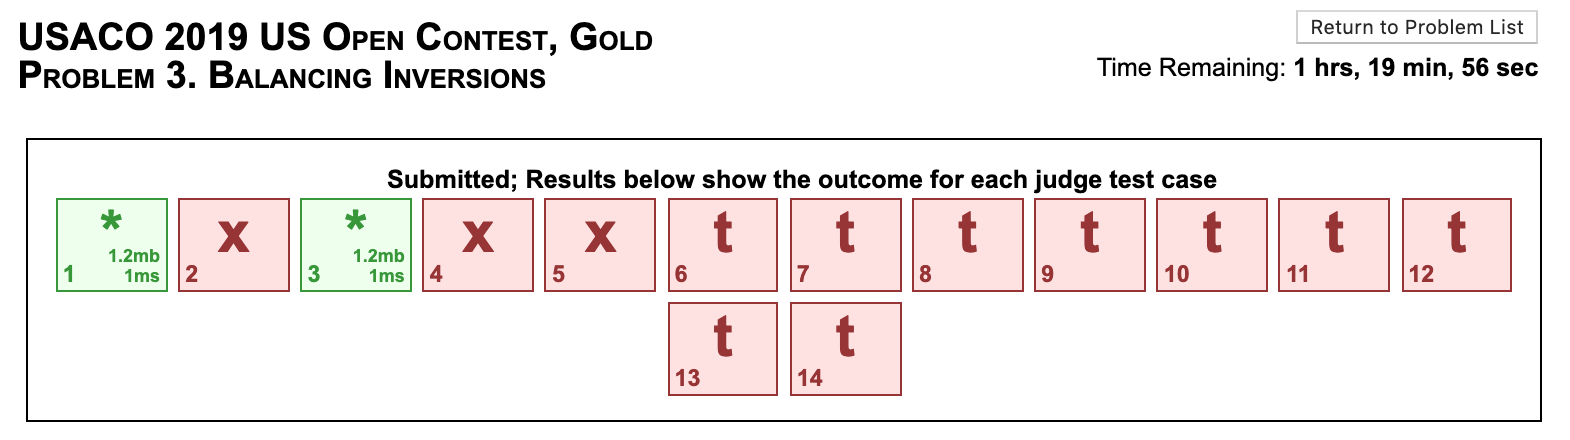 USACO 2019 US Open Contest, Gold
Return to Problem List
Problem 3. Balancing Inversions
Time Remaining: 1 hrs, 19 min, 56 sec
Submitted; Results below show the outcome for each judge test case
* x * x x t t t t t t t
1.2mb 1.2mb
1ms 1ms
1 2 3 4 5 6 7 8 9 10 11 12
t t
13 14